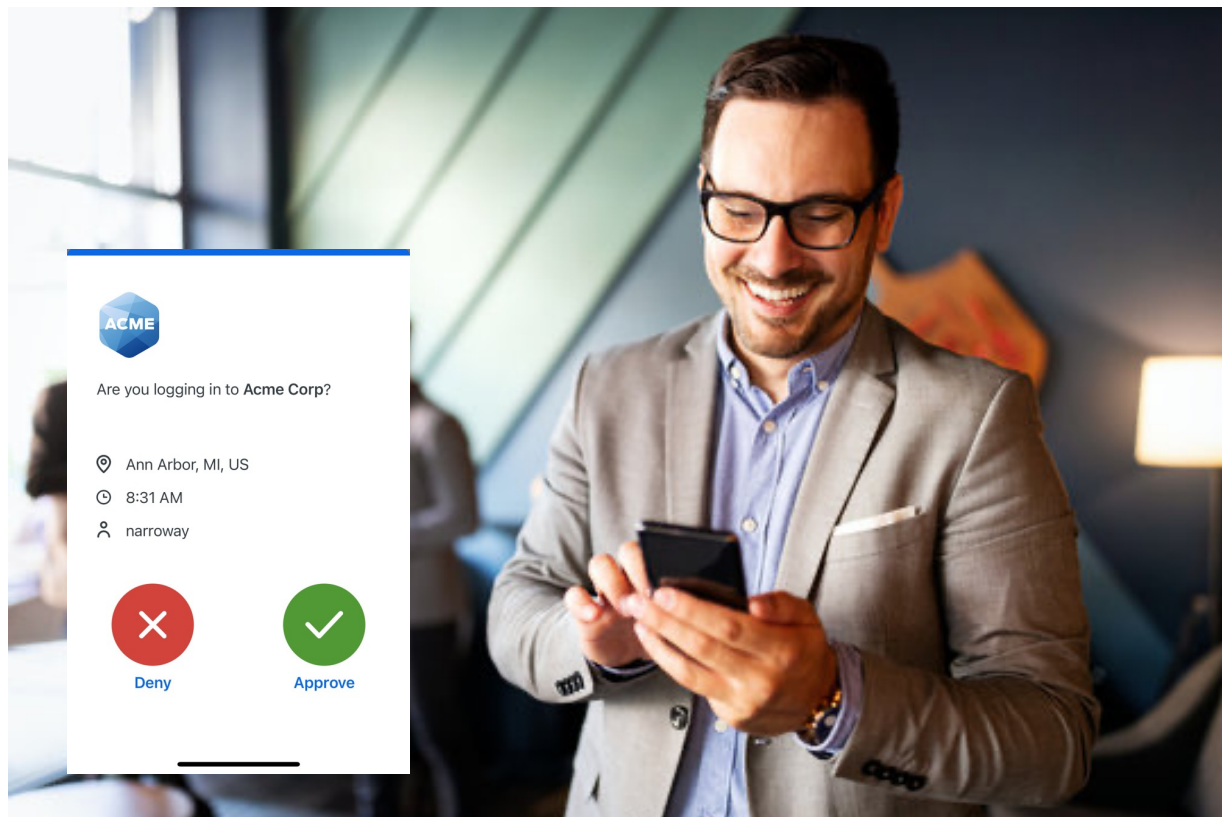 ACME
Are you logging in to Acme Corp?
Ann Arbor, MI, US
8:31 AM
narroway
Deny
Approve